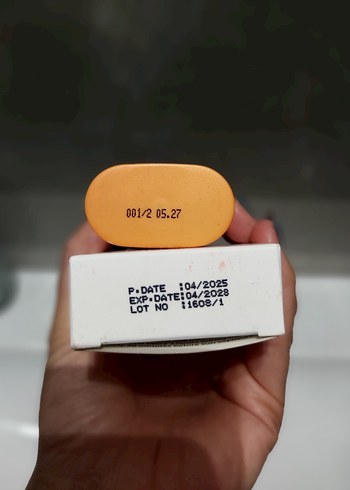 001/2 05.27
P.DATE :04/2025
EXP.DATE:04/2028
LOT NO :1608/1